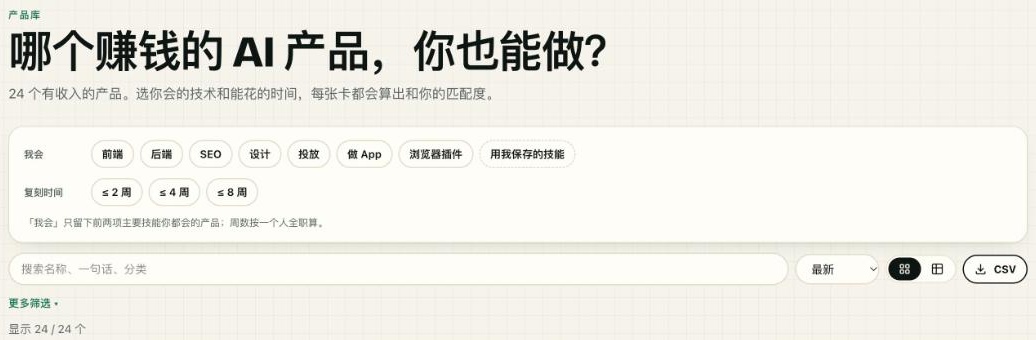 产品库
哪个赚钱的 AI 产品，你也能做？
24 个有收入的产品。选你会的技术和能花的时间，每张卡都会算出和你的匹配度。
我会 前端 后端 SEO 设计 投放 做 App 浏览器插件 用我保存的技能
复刻时间 ≤ 2 周 ≤ 4 周 ≤ 8 周
「我会」只留下前两项主要技能你都会的产品；周数按一个人全职算。
搜索名称、一句话、分类 最新 CSV
更多筛选
显示 24 / 24 个